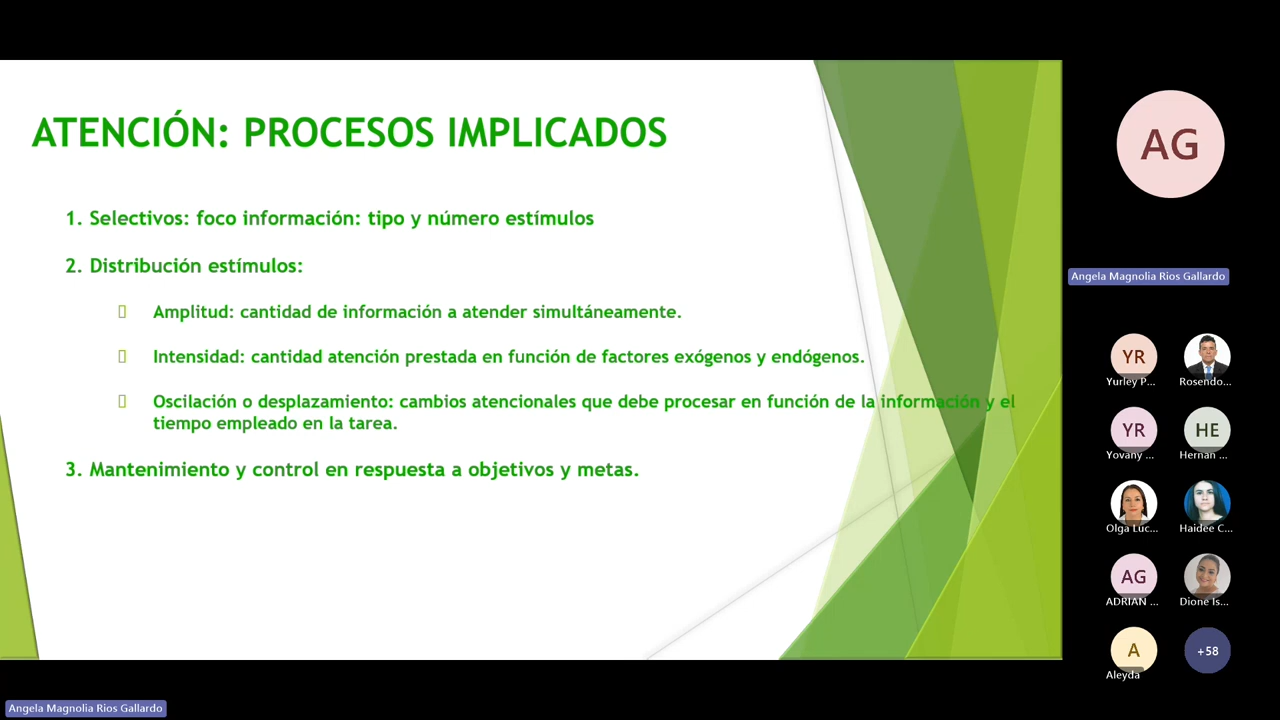 ATENCIÓN: PROCESOS IMPLICADOS
1. Selectivos: foco información: tipo y número estímulos
2. Distribución estímulos:
Amplitud: cantidad de información a atender simultáneamente.
Intensidad: cantidad atención prestada en función de factores exógenos y endógenos.
Oscilación o desplazamiento: cambios atencionales que debe procesar en función de la información y el
tiempo empleado en la tarea.
3. Mantenimiento y control en respuesta a objetivos y metas.
AG
Angela Magnolia Rios Gallardo
YR
Yurley P...
Rosendo...
YR
Yovany ...
HE
Hernan ...
Olga Luc...
Haidee C...
AG
ADRIAN ...
Dione Is...
A
Aleyda
+58
Angela Magnolia Rios Gallardo